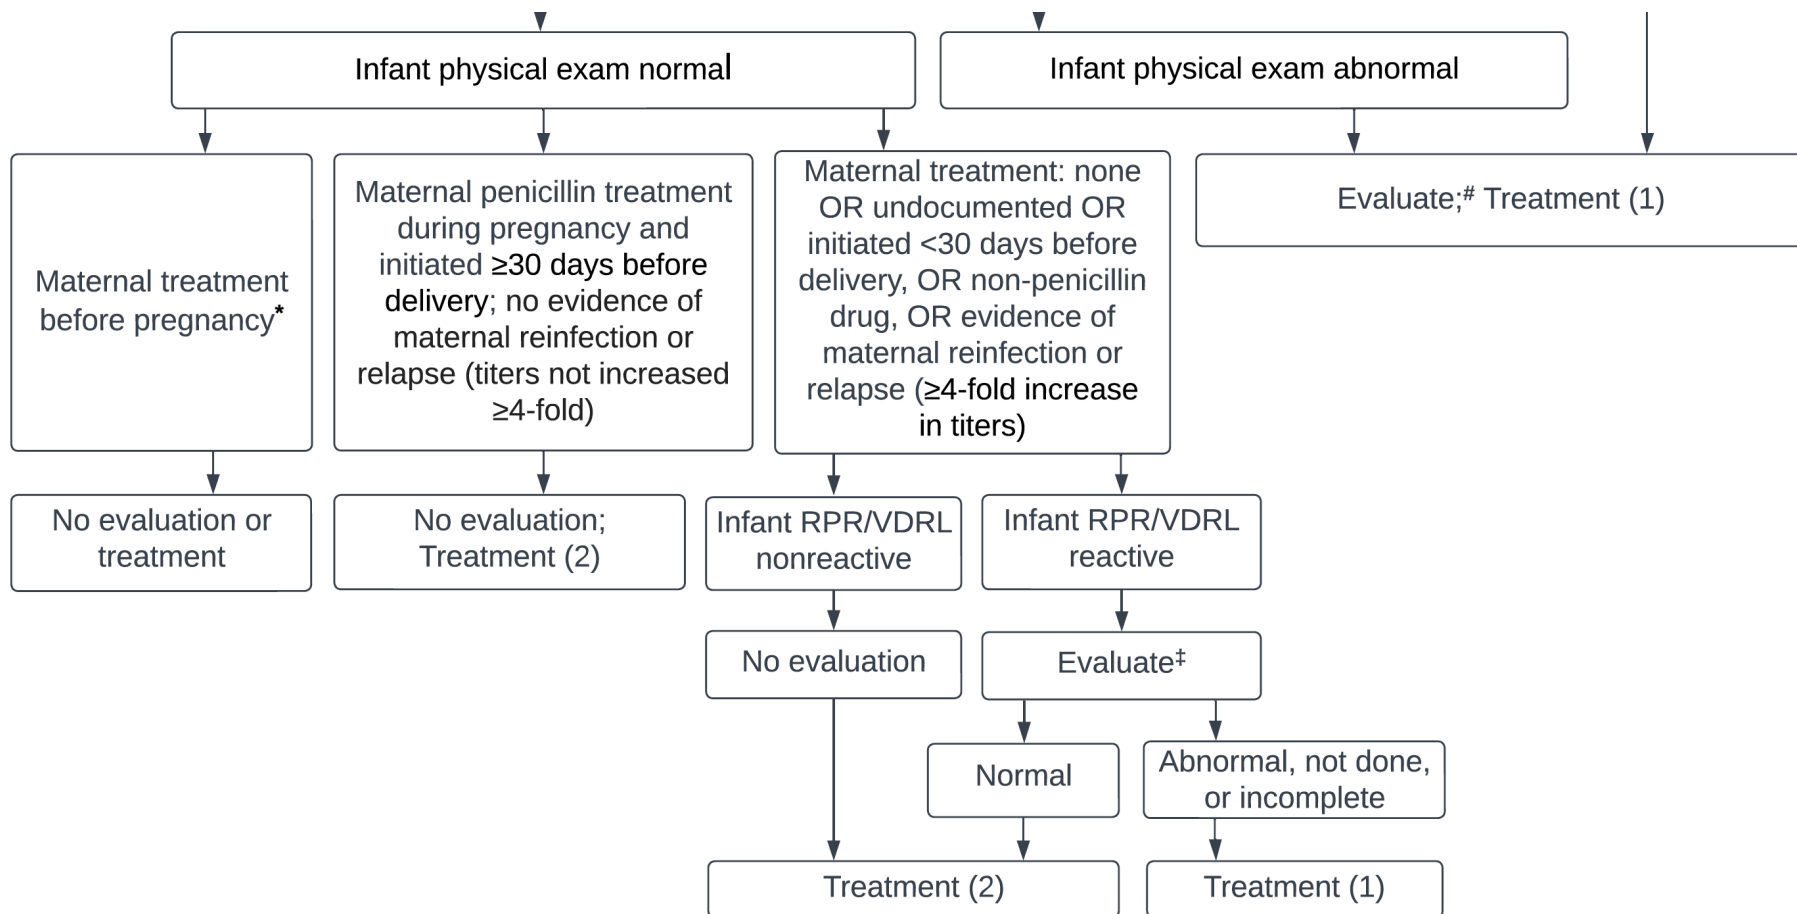 Infant physical exam normal
Infant physical exam abnormal
Maternal treatment
before pregnancy*
Maternal penicillin treatment
during pregnancy and
initiated ≥30 days before
delivery; no evidence of
maternal reinfection or
relapse (titers not increased
≥4-fold)
Maternal treatment: none
OR undocumented OR
initiated <30 days before
delivery, OR non-penicillin
drug, OR evidence of
maternal reinfection or
relapse (≥4-fold increase
in titers)
Evaluate;# Treatment (1)
No evaluation or
treatment
No evaluation;
Treatment (2)
Infant RPR/VDRL
nonreactive
Infant RPR/VDRL
reactive
No evaluation
Evaluate‡
Normal
Abnormal, not done,
or incomplete
Treatment (2)
Treatment (1)